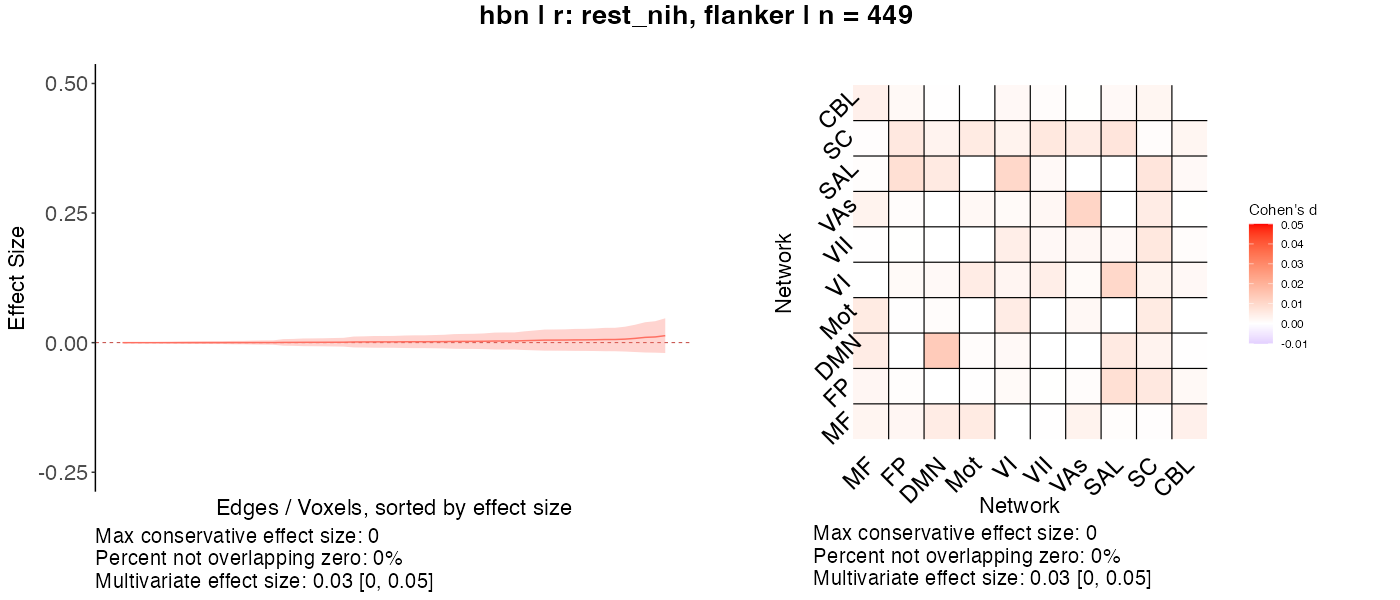 hbn | r: rest_nih, flanker | n = 449
0.50
0.25
0.00
-0.25
Effect Size
Edges / Voxels, sorted by effect size
Max conservative effect size: 0
Percent not overlapping zero: 0%
Multivariate effect size: 0.03 [0, 0.05]
Network
CBL
SC
SAL
VAs
VII
VI
Mot
DMN
FP
MF
MF
FP
DMN
Mot
VI
VII
VAs
SAL
SC
CBL
Network
Max conservative effect size: 0
Percent not overlapping zero: 0%
Multivariate effect size: 0.03 [0, 0.05]
Cohen's d
0.05
0.04
0.03
0.02
0.01
0.00
-0.01